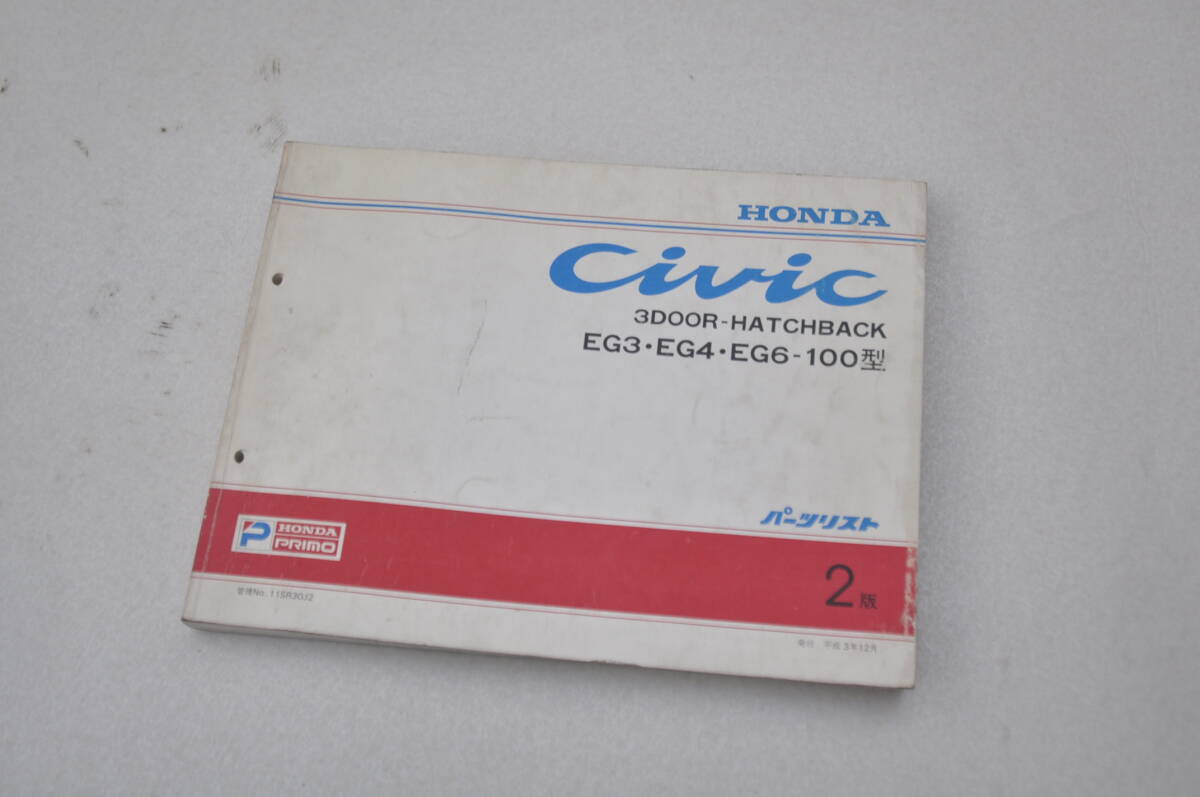 HONDA
Civic
3DOOR-HATCHBACK
EG3・EG4・EG6-100型
パーツリスト
P HONDA
PRIMO
2版
管理No. 11SR30J2
発行 平成3年12月